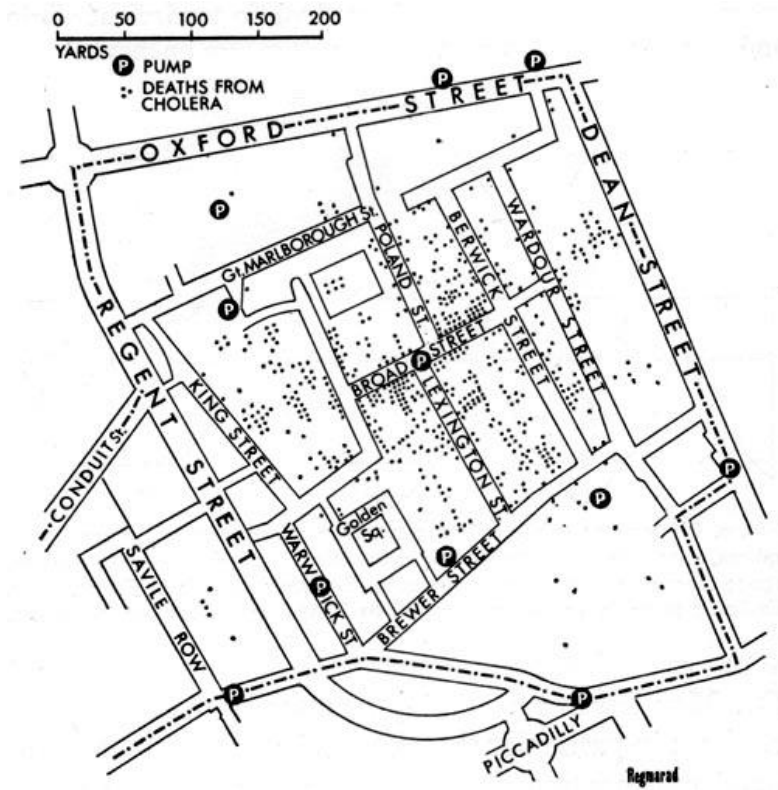 0 50 100 150 200
YARDS
P PUMP
DEATHS FROM
CHOLERA
P
P
OXFORD STREET
DEAN STREET
P
Gt. MARLBOROUGH St.
POLAND ST.
BERWICK STREET
WARDOUR STREET
P
REGENT STREET
BROAD STREET
P
KING STREET
LEXINGTON ST.
CONDUIT St.
P
P
Golden
Sq.
WARWICK ST.
P
BREWER STREET
P
SAVILE ROW
P
P
PICCADILLY
Regmarad